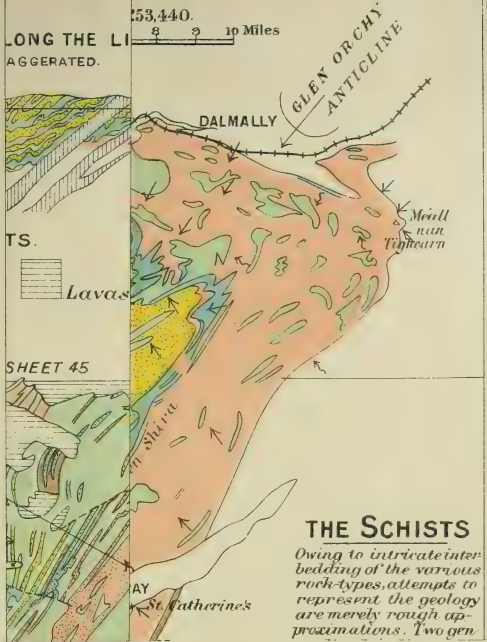 253,440.
8 9 10 Miles
LONG THE LI
AGGERATED.
GLEN ORCHY
ANTICLINE
DALMALLY
Meall
nan
Tighearn
TS.
Lavas
N
SHEET 45
n Shira
THE SCHISTS
Owing to intricate inter
bedding of the various
rock-types, attempts to
represent the geology
are merely rough ap-
proximations. Two gen-
AY
St. Catherine's